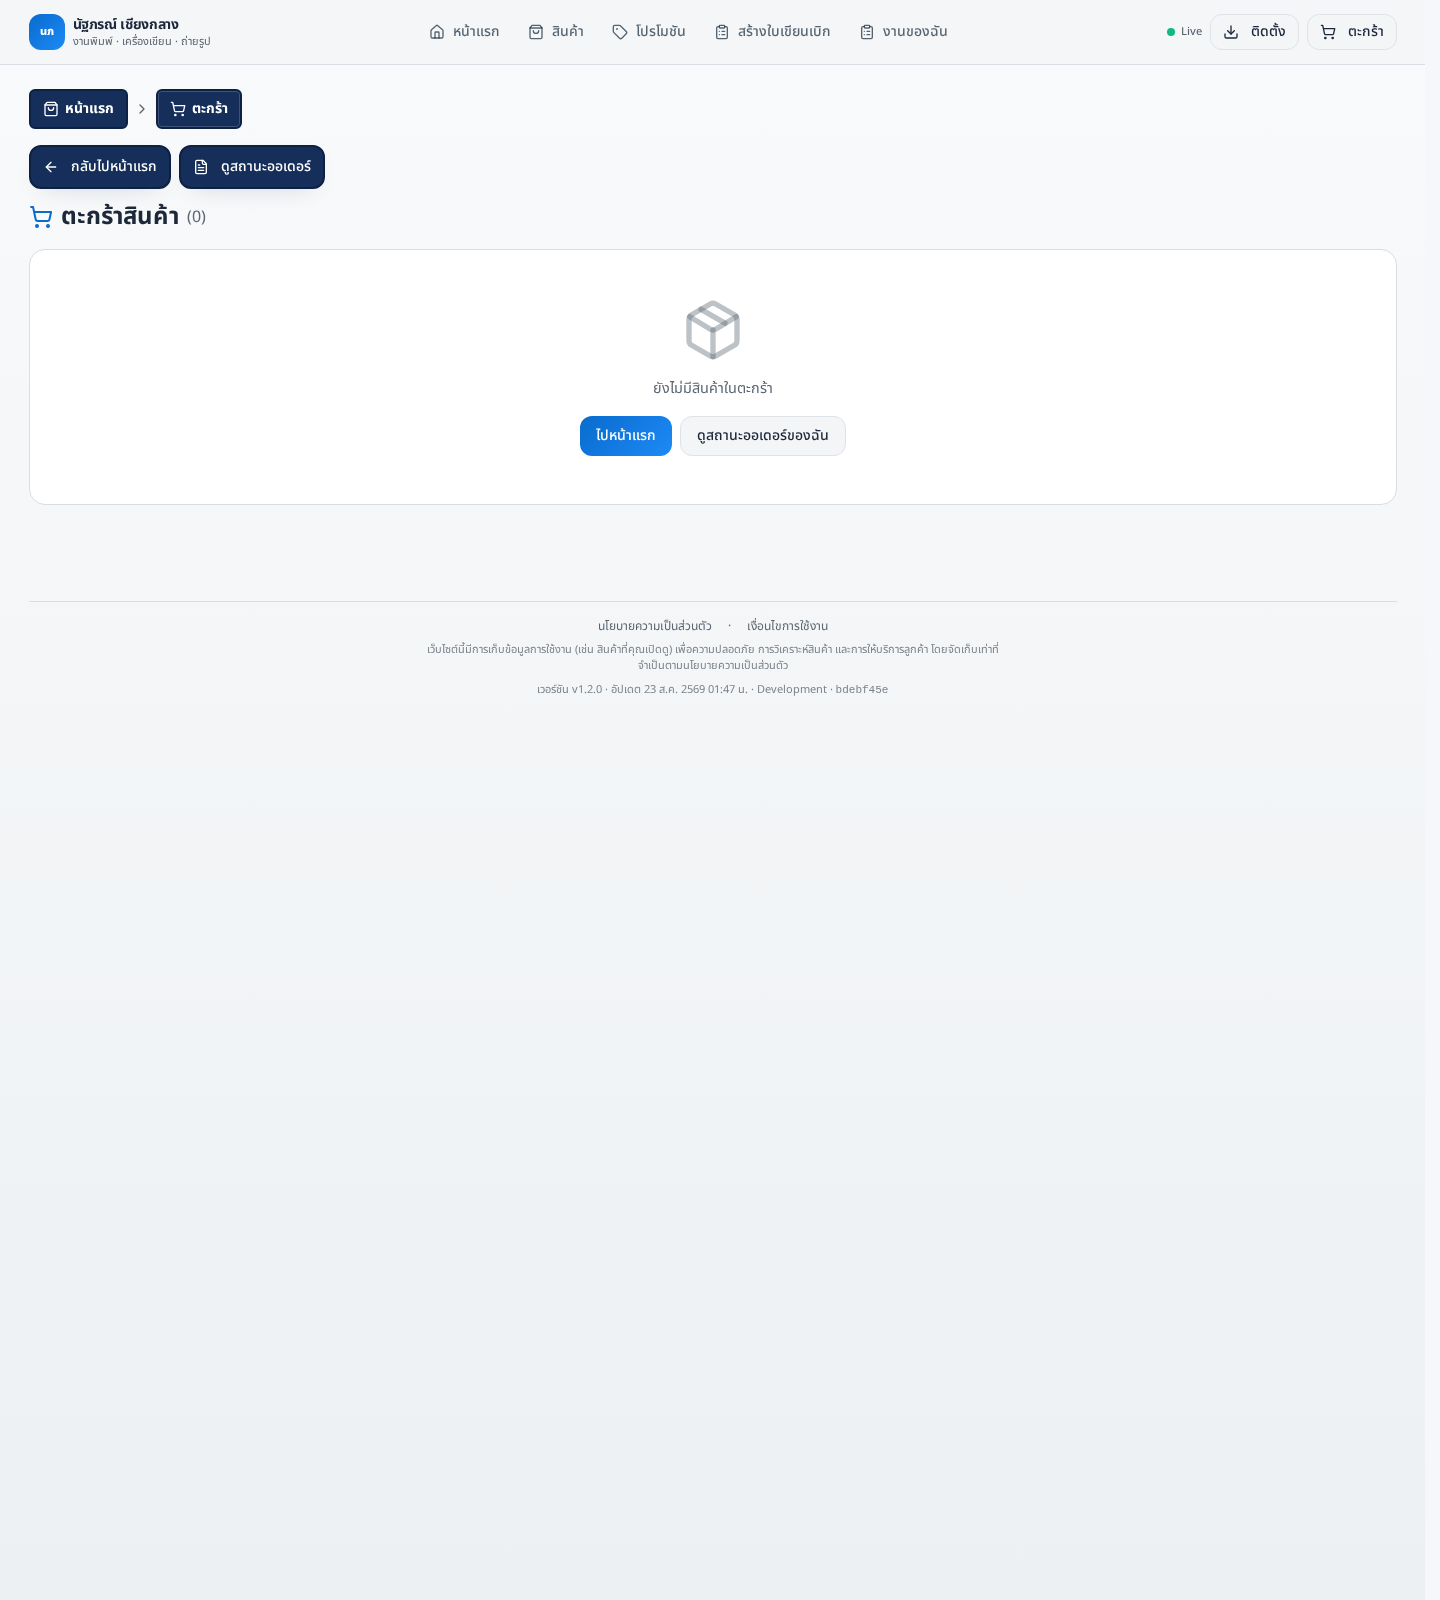 นภ
นัฐภรณ์ เชียงกลาง
งานพิมพ์ · เครื่องเขียน · ถ่ายรูป
หน้าแรก
สินค้า
โปรโมชัน
สร้างใบเขียนเบิก
งานของฉัน
Live
ติดตั้ง
ตะกร้า
หน้าแรก
ตะกร้า
กลับไปหน้าแรก
ดูสถานะออเดอร์
ตะกร้าสินค้า (0)
ยังไม่มีสินค้าในตะกร้า
ไปหน้าแรก
ดูสถานะออเดอร์ของฉัน
นโยบายความเป็นส่วนตัว · เงื่อนไขการใช้งาน
เว็บไซต์นี้มีการเก็บข้อมูลการใช้งาน (เช่น สินค้าที่คุณเปิดดู) เพื่อความปลอดภัย การวิเคราะห์สินค้า และการให้บริการลูกค้า โดยจัดเก็บเท่าที่
จำเป็นตามนโยบายความเป็นส่วนตัว
เวอร์ชัน v1.2.0 · อัปเดต 23 ส.ค. 2569 01:47 น. · Development · bdebf45e